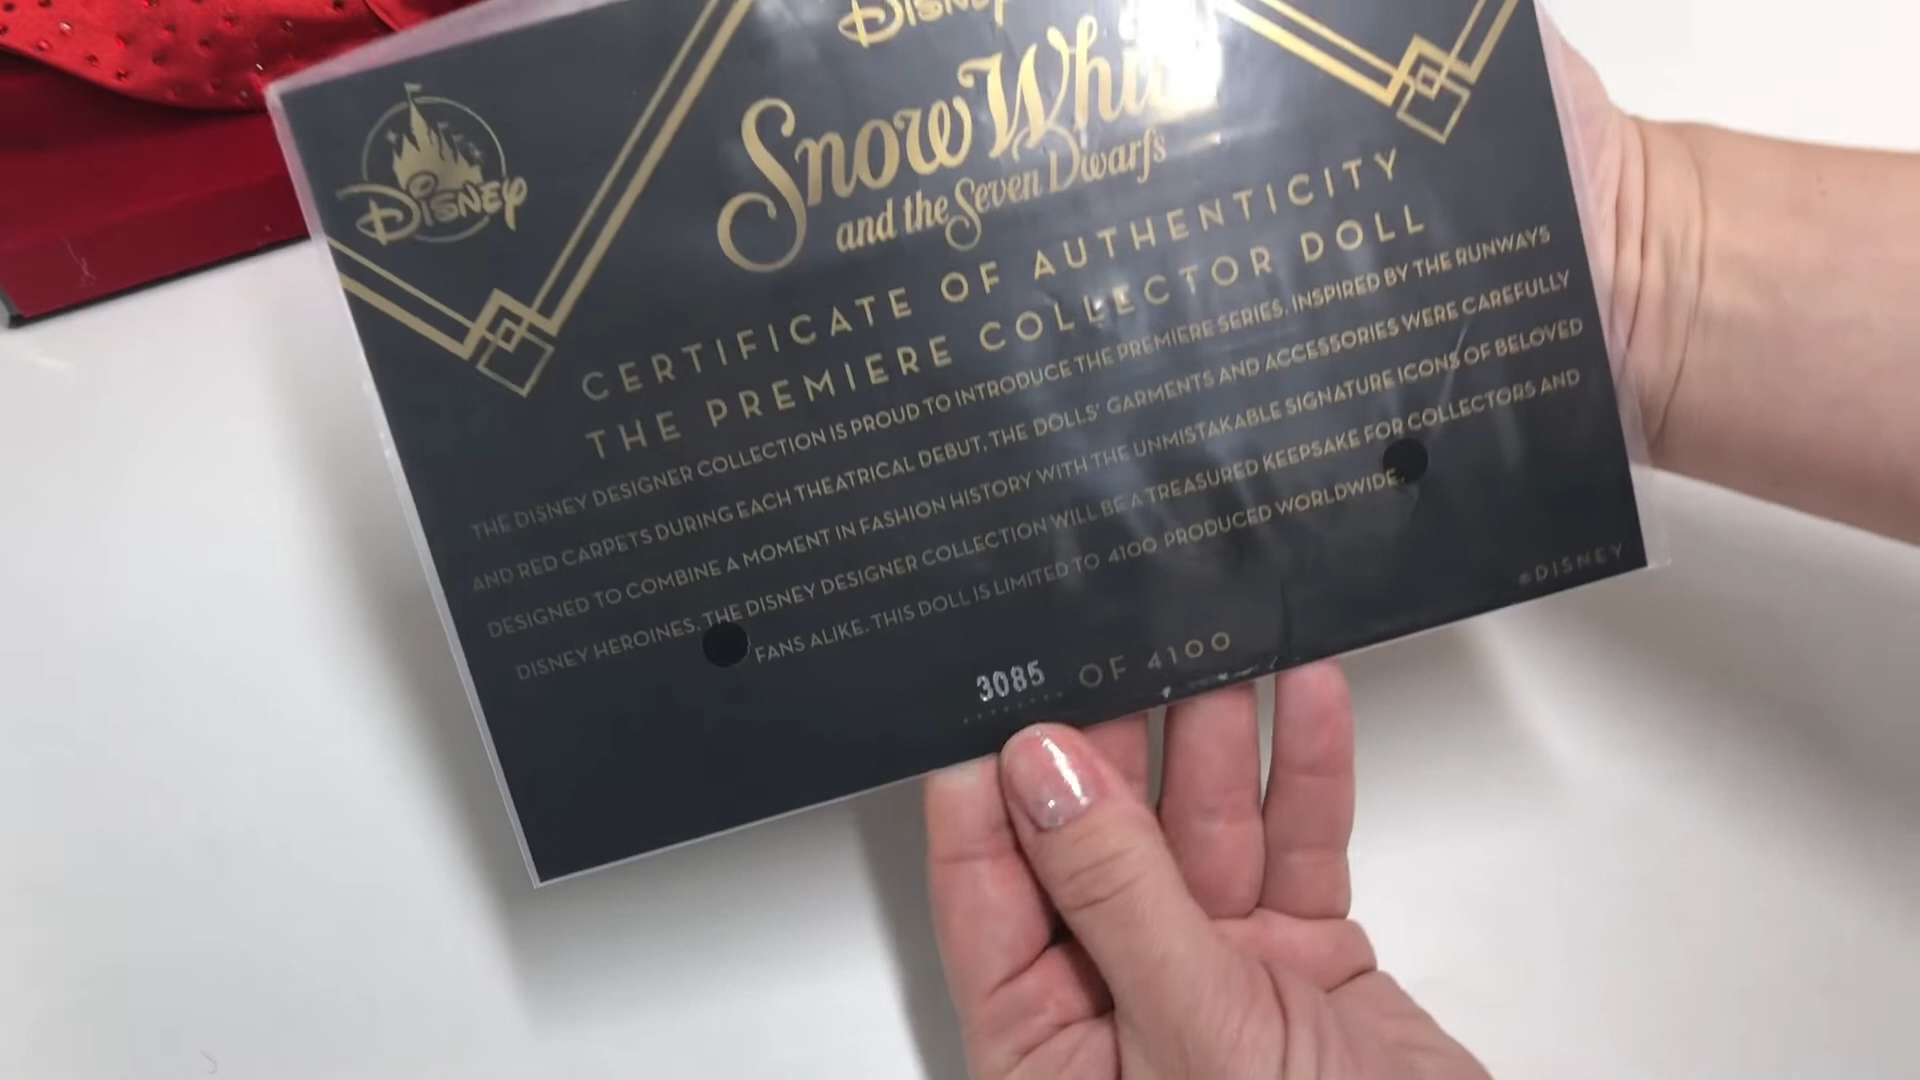 Disney
Disney
Snow White
and the Seven Dwarfs
CERTIFICATE OF AUTHENTICITY
THE PREMIERE COLLECTOR DOLL
THE DISNEY DESIGNER COLLECTION IS PROUD TO INTRODUCE THE PREMIERE SERIES. INSPIRED BY THE RUNWAYS
AND RED CARPETS DURING EACH THEATRICAL DEBUT, THE DOLLS' GARMENTS AND ACCESSORIES WERE CAREFULLY
DESIGNED TO COMBINE A MOMENT IN FASHION HISTORY WITH THE UNMISTAKABLE SIGNATURE ICONS OF BELOVED
DISNEY HEROINES. THE DISNEY DESIGNER COLLECTION WILL BE A TREASURED KEEPSAKE FOR COLLECTORS AND
FANS ALIKE. THIS DOLL IS LIMITED TO 4100 PRODUCED WORLDWIDE.
3085 OF 4100
©DISNEY